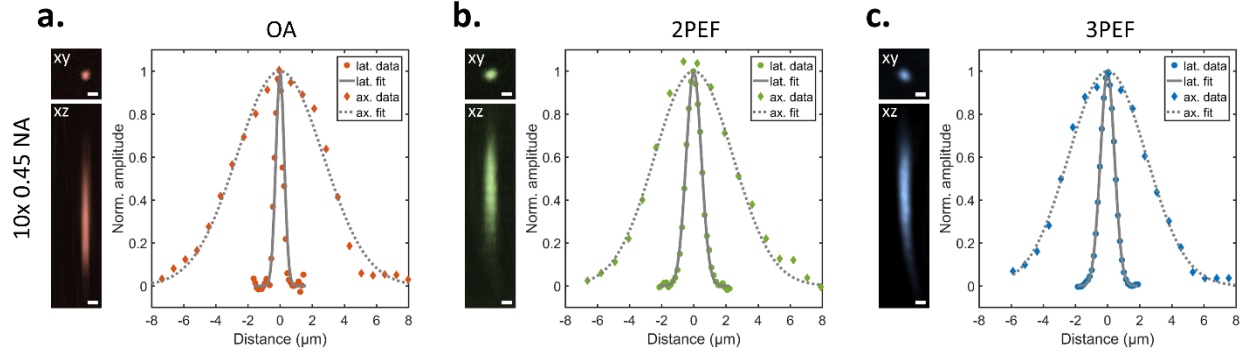 a.
OA
xy
xz
10x 0.45 NA
Norm. amplitude
1
0.8
0.6
0.4
0.2
0
-8 -6 -4 -2 0 2 4 6 8
Distance (µm)
lat. data
lat. fit
ax. data
ax. fit
b.
2PEF
xy
xz
Norm. amplitude
1
0.8
0.6
0.4
0.2
0
-8 -6 -4 -2 0 2 4 6 8
Distance (µm)
lat. data
lat. fit
ax. data
ax. fit
c.
3PEF
xy
xz
Norm. amplitude
1
0.8
0.6
0.4
0.2
0
-8 -6 -4 -2 0 2 4 6 8
Distance (µm)
lat. data
lat. fit
ax. data
ax. fit